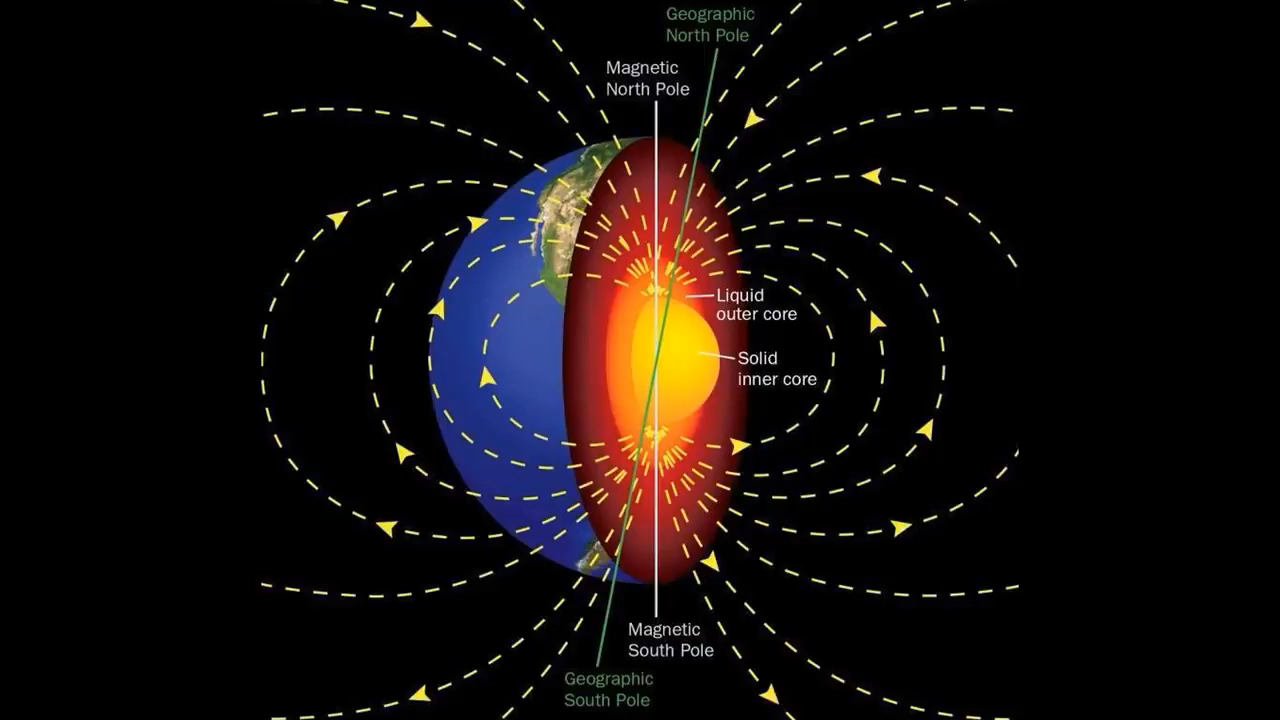 Geographic
North Pole
Magnetic
North Pole
Liquid
outer core
Solid
inner core
Magnetic
South Pole
Geographic
South Pole